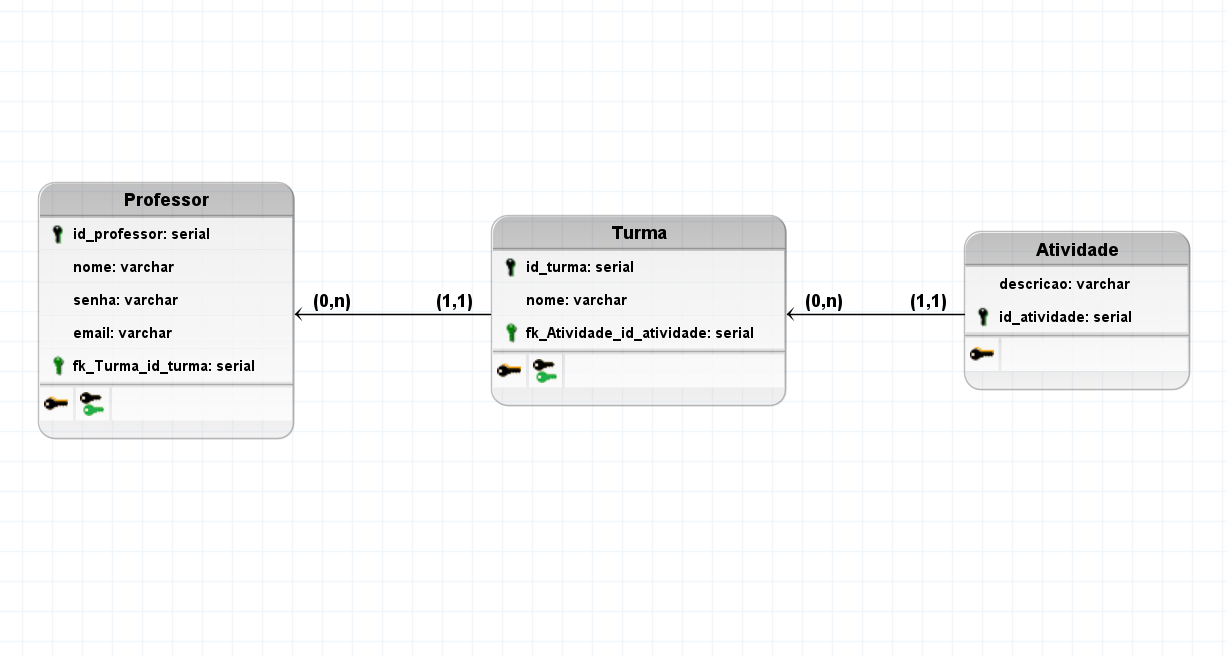 Professor
id_professor: serial
nome: varchar
senha: varchar
email: varchar
fk_Turma_id_turma: serial
(0,n)
(1,1)
Turma
id_turma: serial
nome: varchar
fk_Atividade_id_atividade: serial
(0,n)
(1,1)
Atividade
descricao: varchar
id_atividade: serial